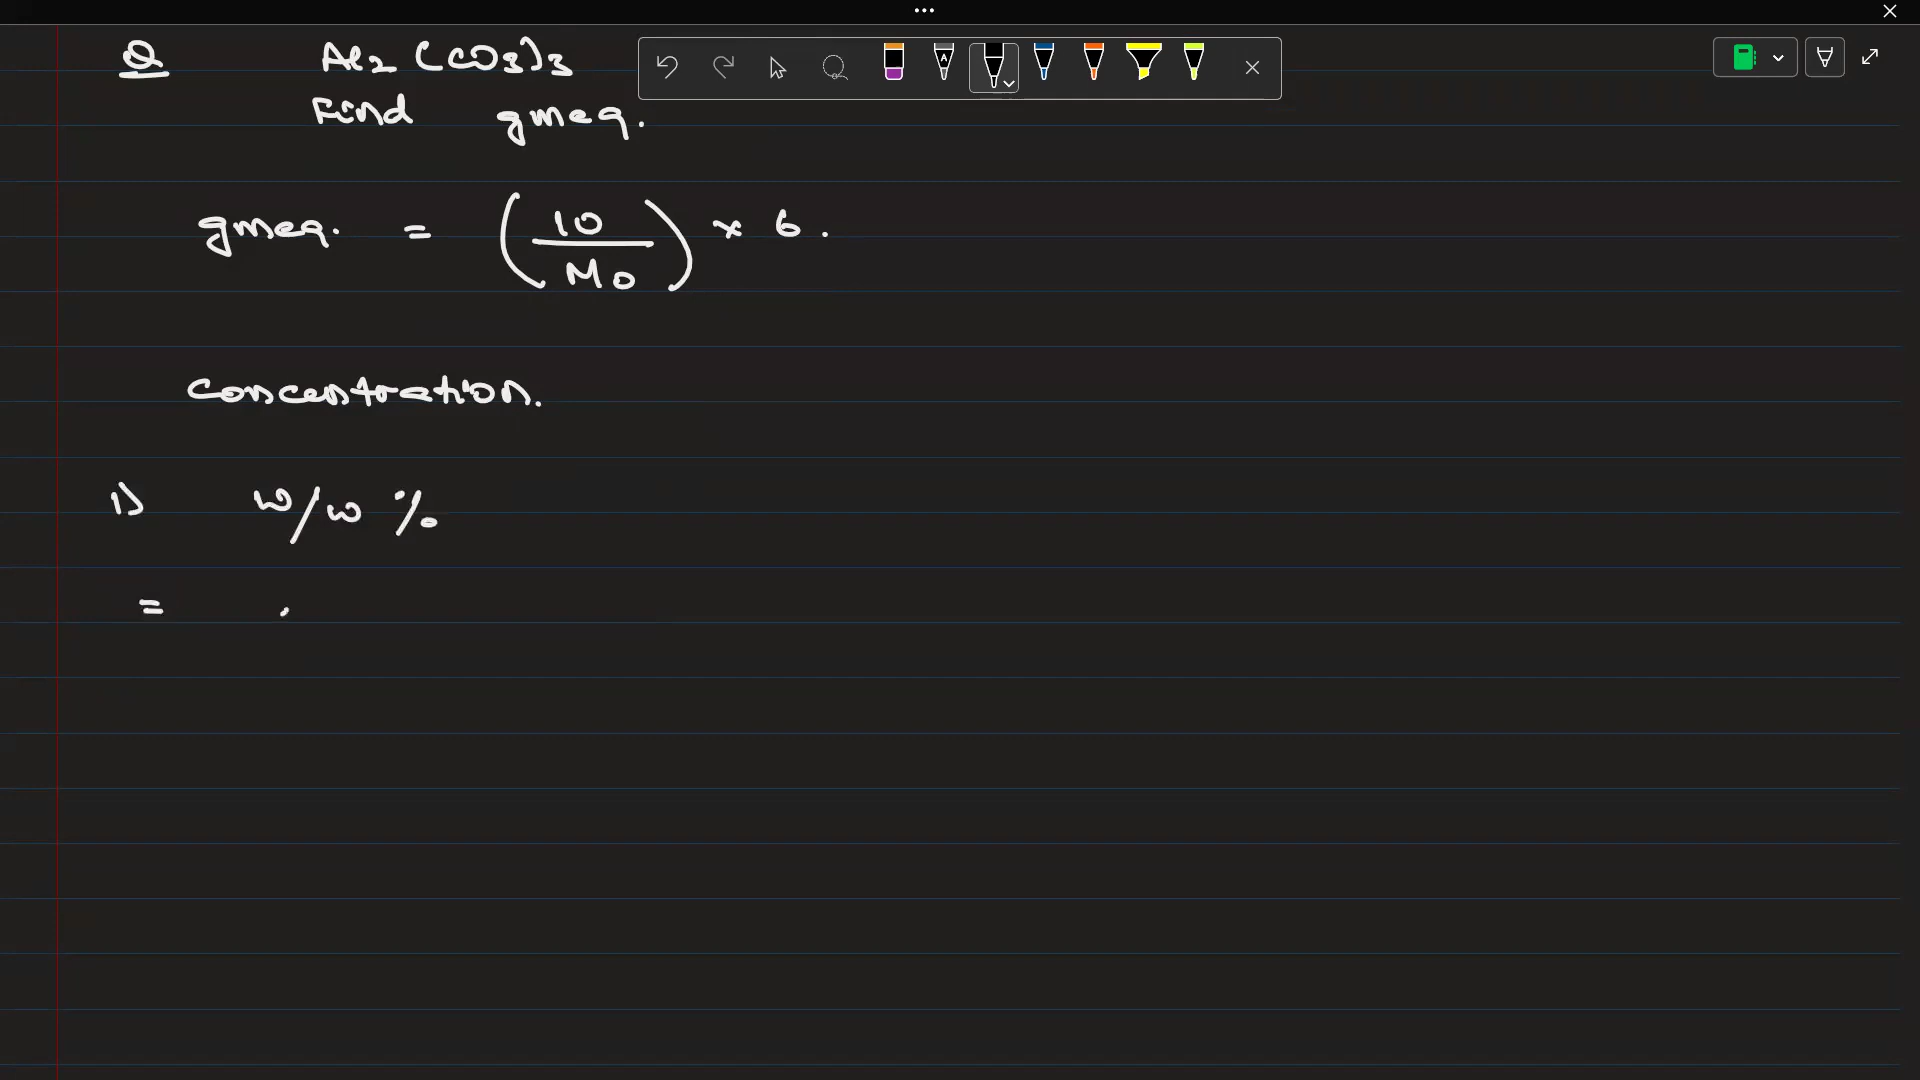 Q Al2 (CO3)3
Find gmeq.
gmeq. = (10/Mo) × 6.
Concentration.
1) w/w %
=